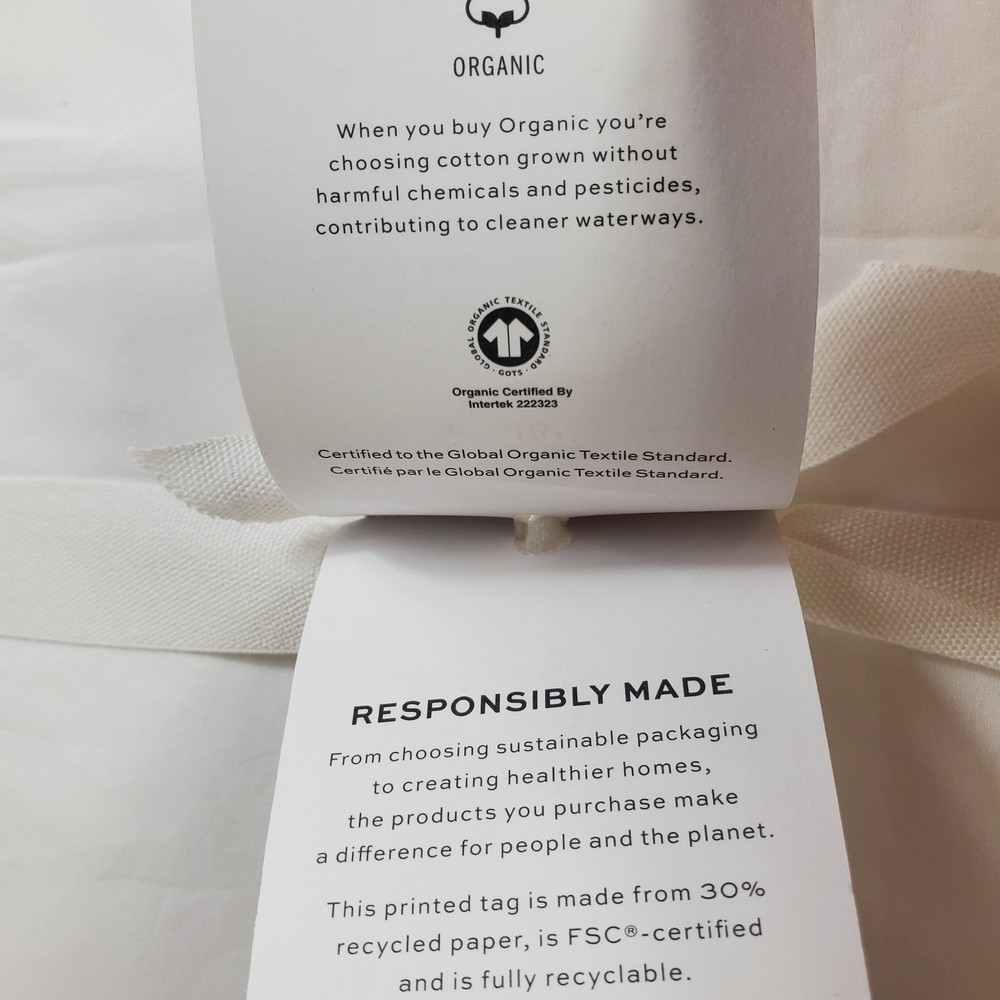 ORGANIC
When you buy Organic you're
choosing cotton grown without
harmful chemicals and pesticides,
contributing to cleaner waterways.
GLOBAL ORGANIC TEXTILE STANDARD · GOTS ·
Organic Certified By
Intertek 222323
Certified to the Global Organic Textile Standard.
Certifié par le Global Organic Textile Standard.
RESPONSIBLY MADE
From choosing sustainable packaging
to creating healthier homes,
the products you purchase make
a difference for people and the planet.
This printed tag is made from 30%
recycled paper, is FSC®-certified
and is fully recyclable.